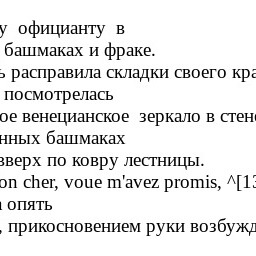 у официанту в
башмаках и фраке.
ь расправила складки своего кра
посмотрелась
ое венецианское зеркало в стен
нных башмаках
вверх по ковру лестницы.
on cher, voue m'avez promis, ^[13
опять
, прикосновением руки возбужд